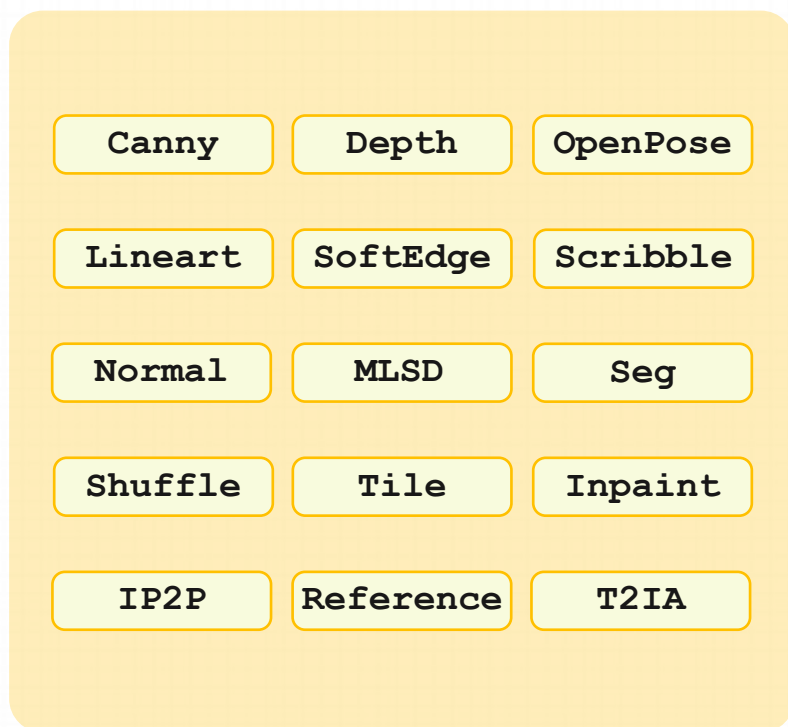 Canny Depth OpenPose
Lineart SoftEdge Scribble
Normal MLSD Seg
Shuffle Tile Inpaint
IP2P Reference T2IA